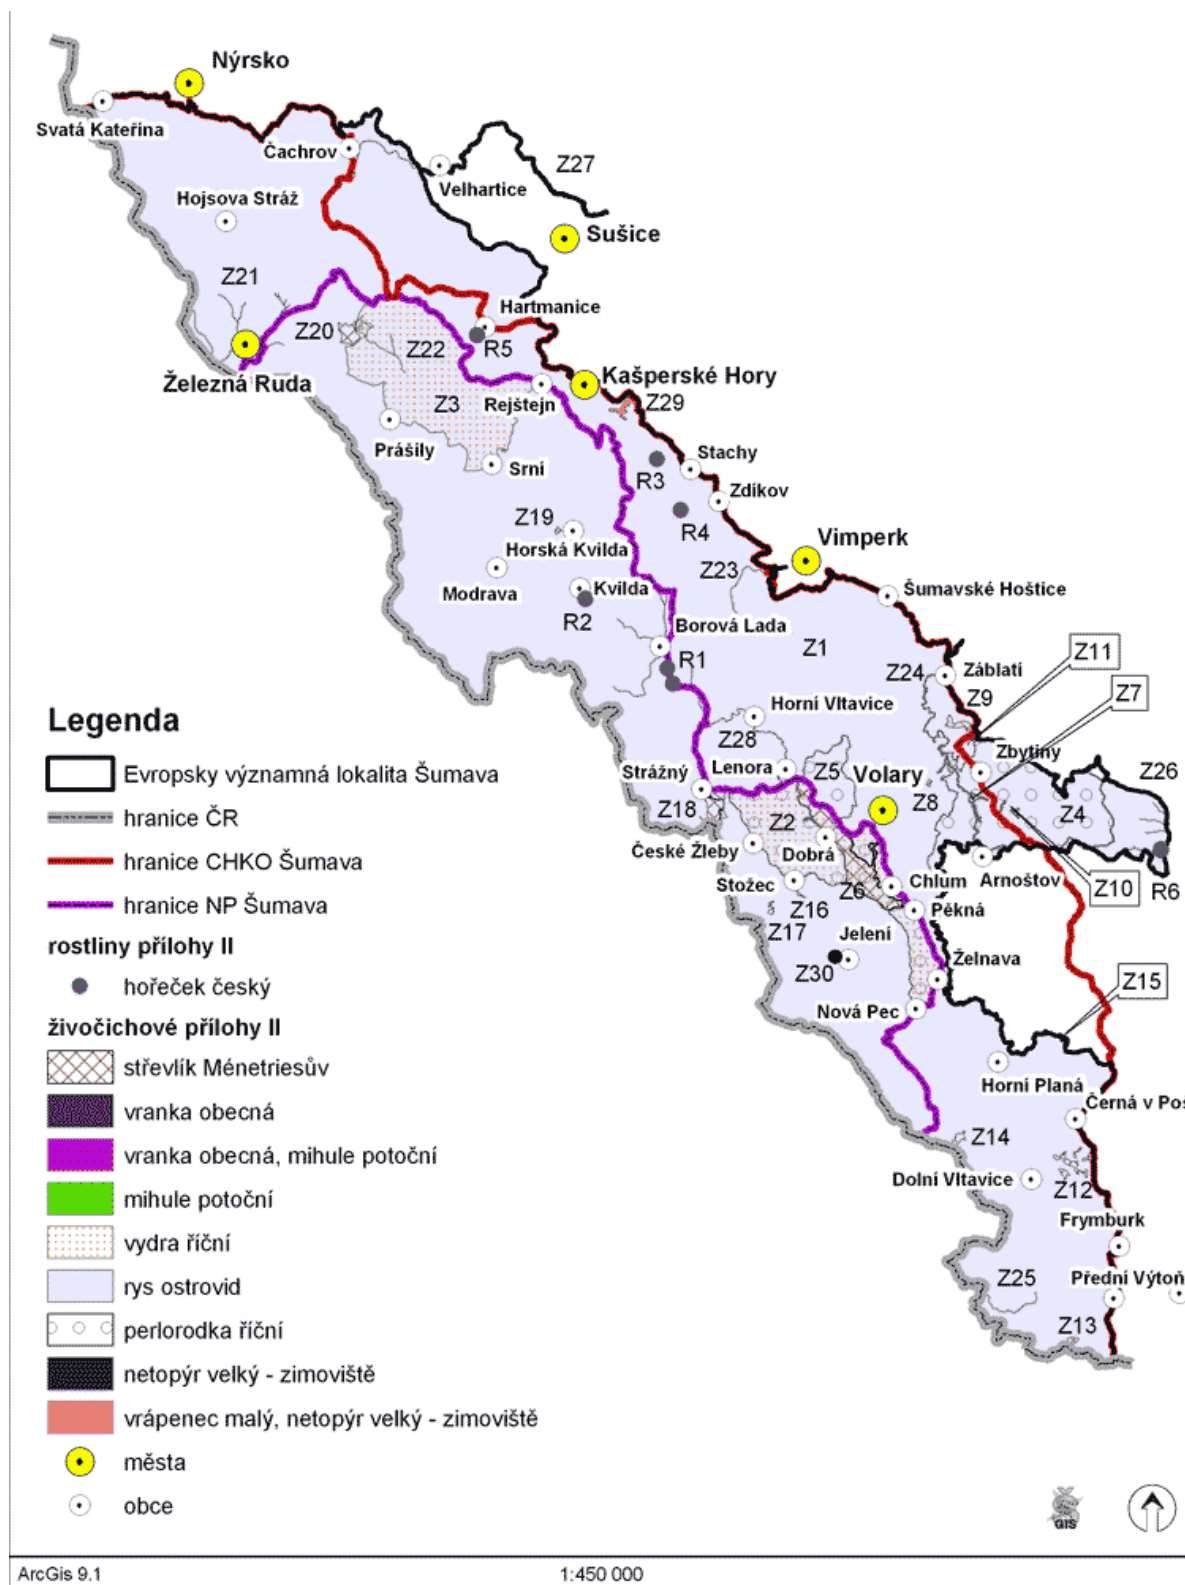 Nýrsko
Svatá Kateřina
Čachrov
Z27
Velhartice
Hojsova Stráž
Sušice
Z21
Hartmanice
Z20
Z22
R5
Železná Ruda
Kašperské Hory
Z3
Rejštejn
Z29
Prášily
Srní
Stachy
R3
Zdíkov
Z19
R4
Horská Kvilda
Vimperk
Modrava
Kvilda
Z23
Šumavské Hoštice
R2
Borová Lada
Z1
R1
Z11
Z24
Záblatí
Z9
Z7
Horní Vltavice
Z28
Zbytiny
Strážný
Lenora
Z5
Volary
Z26
Z8
Z18
Z2
Z4
České Žleby
Dobrá
Stožec
Z6
Chlum
Arnoštov
Z10
R6
Z16
Pěkná
Z17
Jelení
Z30
Želnava
Z15
Nová Pec
Horní Planá
Černá v Poš
Z14
Dolní Vltavice
Z12
Frymburk
Z25
Přední Výtoň
Z13
Legenda
Evropsky významná lokalita Šumava
hranice ČR
hranice CHKO Šumava
hranice NP Šumava
rostliny přílohy II
hořeček český
živočichové přílohy II
střevlík Ménetriesův
vranka obecná
vranka obecná, mihule potoční
mihule potoční
vydra říční
rys ostrovid
perlorodka říční
netopýr velký - zimoviště
vrápenec malý, netopýr velký - zimoviště
města
obce
GIS
ArcGis 9.1
1:450 000